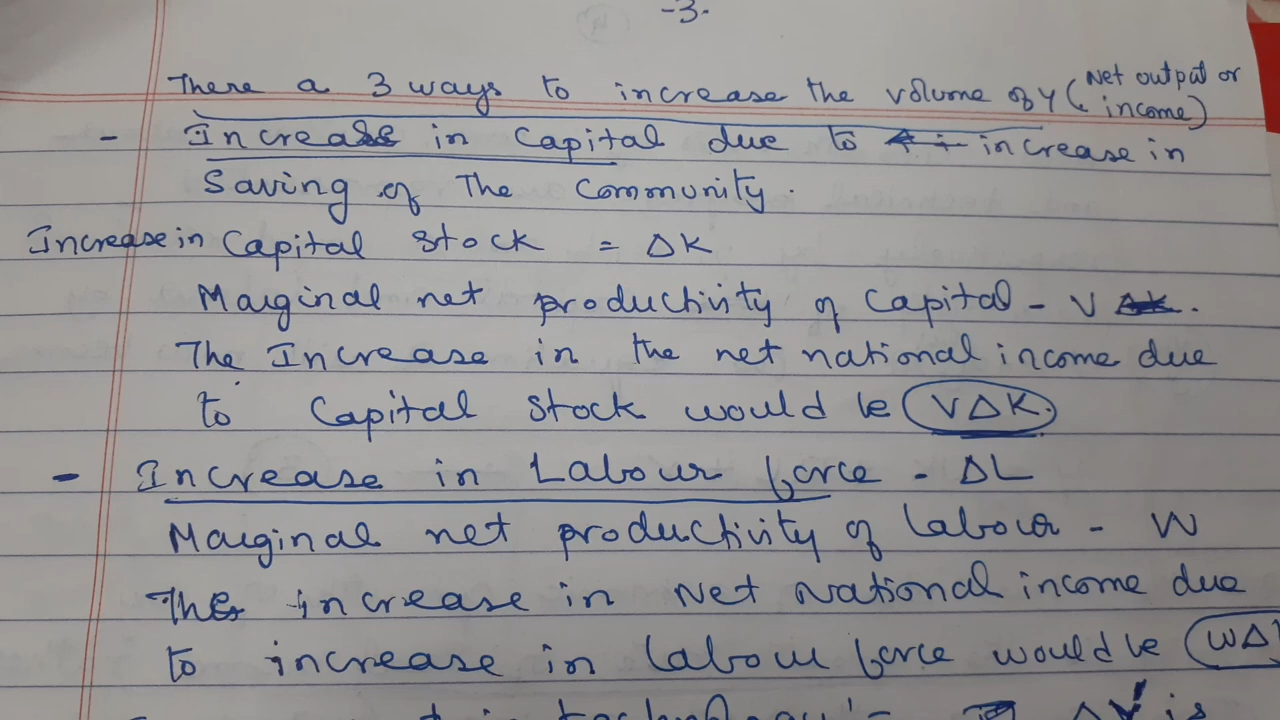 -3-
There a 3 ways to increase the volume of Y (Net output or income)
- Increase in Capital due to increase in
Saving of The Community.
Increase in Capital Stock = ΔK
Marginal net productivity of Capital - V
The Increase in the net national income due
to Capital Stock would be VΔK.
- Increase in Labour force - ΔL
Marginal net productivity of labour - W
The increase in Net National income due
to increase in labour force would be WΔ
in technology